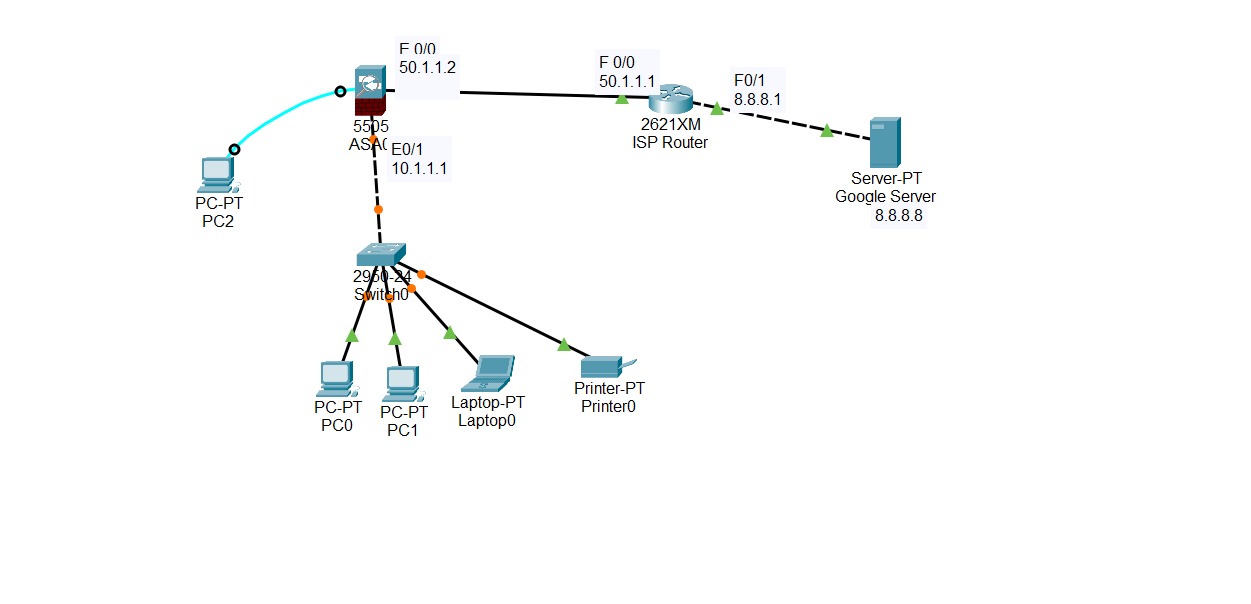 E 0/0
50.1.1.2
F 0/0
50.1.1.1
F0/1
8.8.8.1
5505
ASA0
2621XM
ISP Router
E0/1
10.1.1.1
Server-PT
Google Server
8.8.8.8
PC-PT
PC2
2950-24
Switch0
PC-PT
PC0
PC-PT
PC1
Laptop-PT
Laptop0
Printer-PT
Printer0